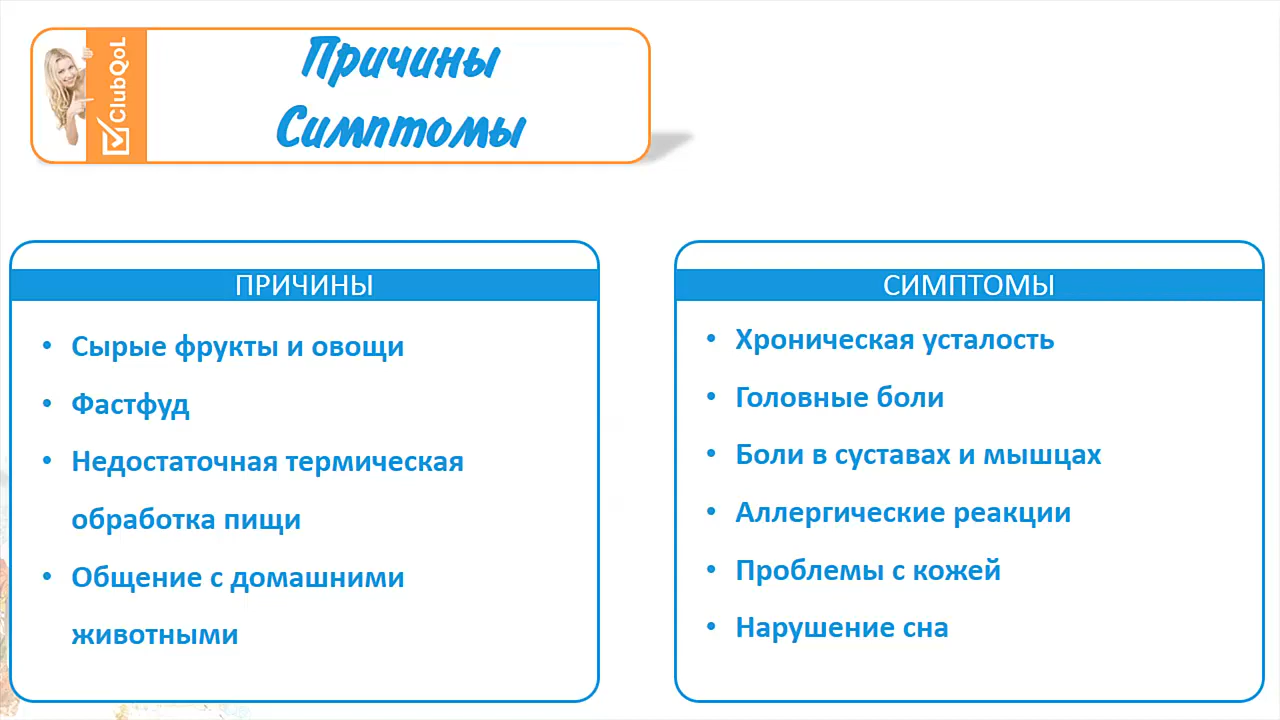 ClubQoL
Причины
Симптомы
ПРИЧИНЫ
• Сырые фрукты и овощи
• Фастфуд
• Недостаточная термическая
обработка пищи
• Общение с домашними
животными
СИМПТОМЫ
• Хроническая усталость
• Головные боли
• Боли в суставах и мышцах
• Аллергические реакции
• Проблемы с кожей
• Нарушение сна